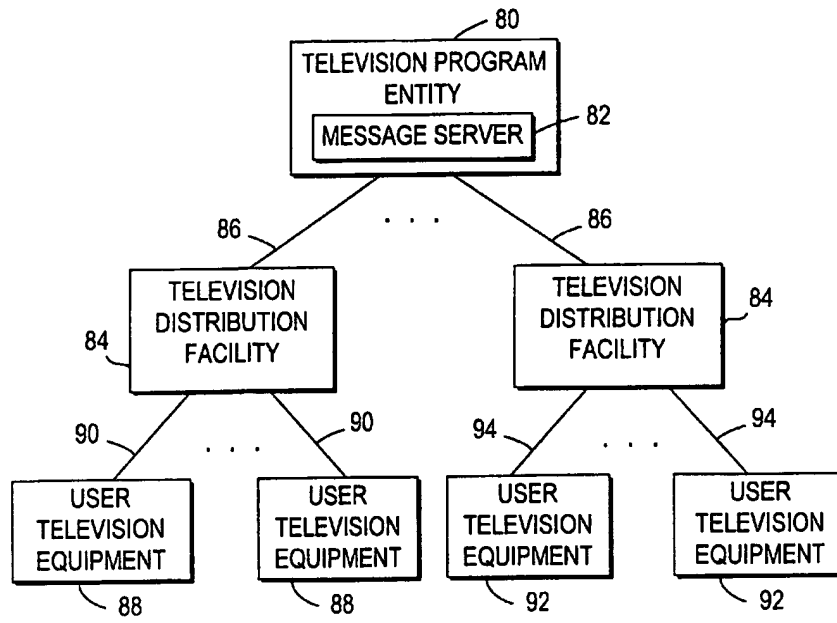 80
TELEVISION PROGRAM
ENTITY
MESSAGE SERVER
82
86
. . .
86
TELEVISION
DISTRIBUTION
FACILITY
84
TELEVISION
DISTRIBUTION
FACILITY
84
90
. . .
90
94
. . .
94
USER
TELEVISION
EQUIPMENT
88
USER
TELEVISION
EQUIPMENT
88
USER
TELEVISION
EQUIPMENT
92
USER
TELEVISION
EQUIPMENT
92